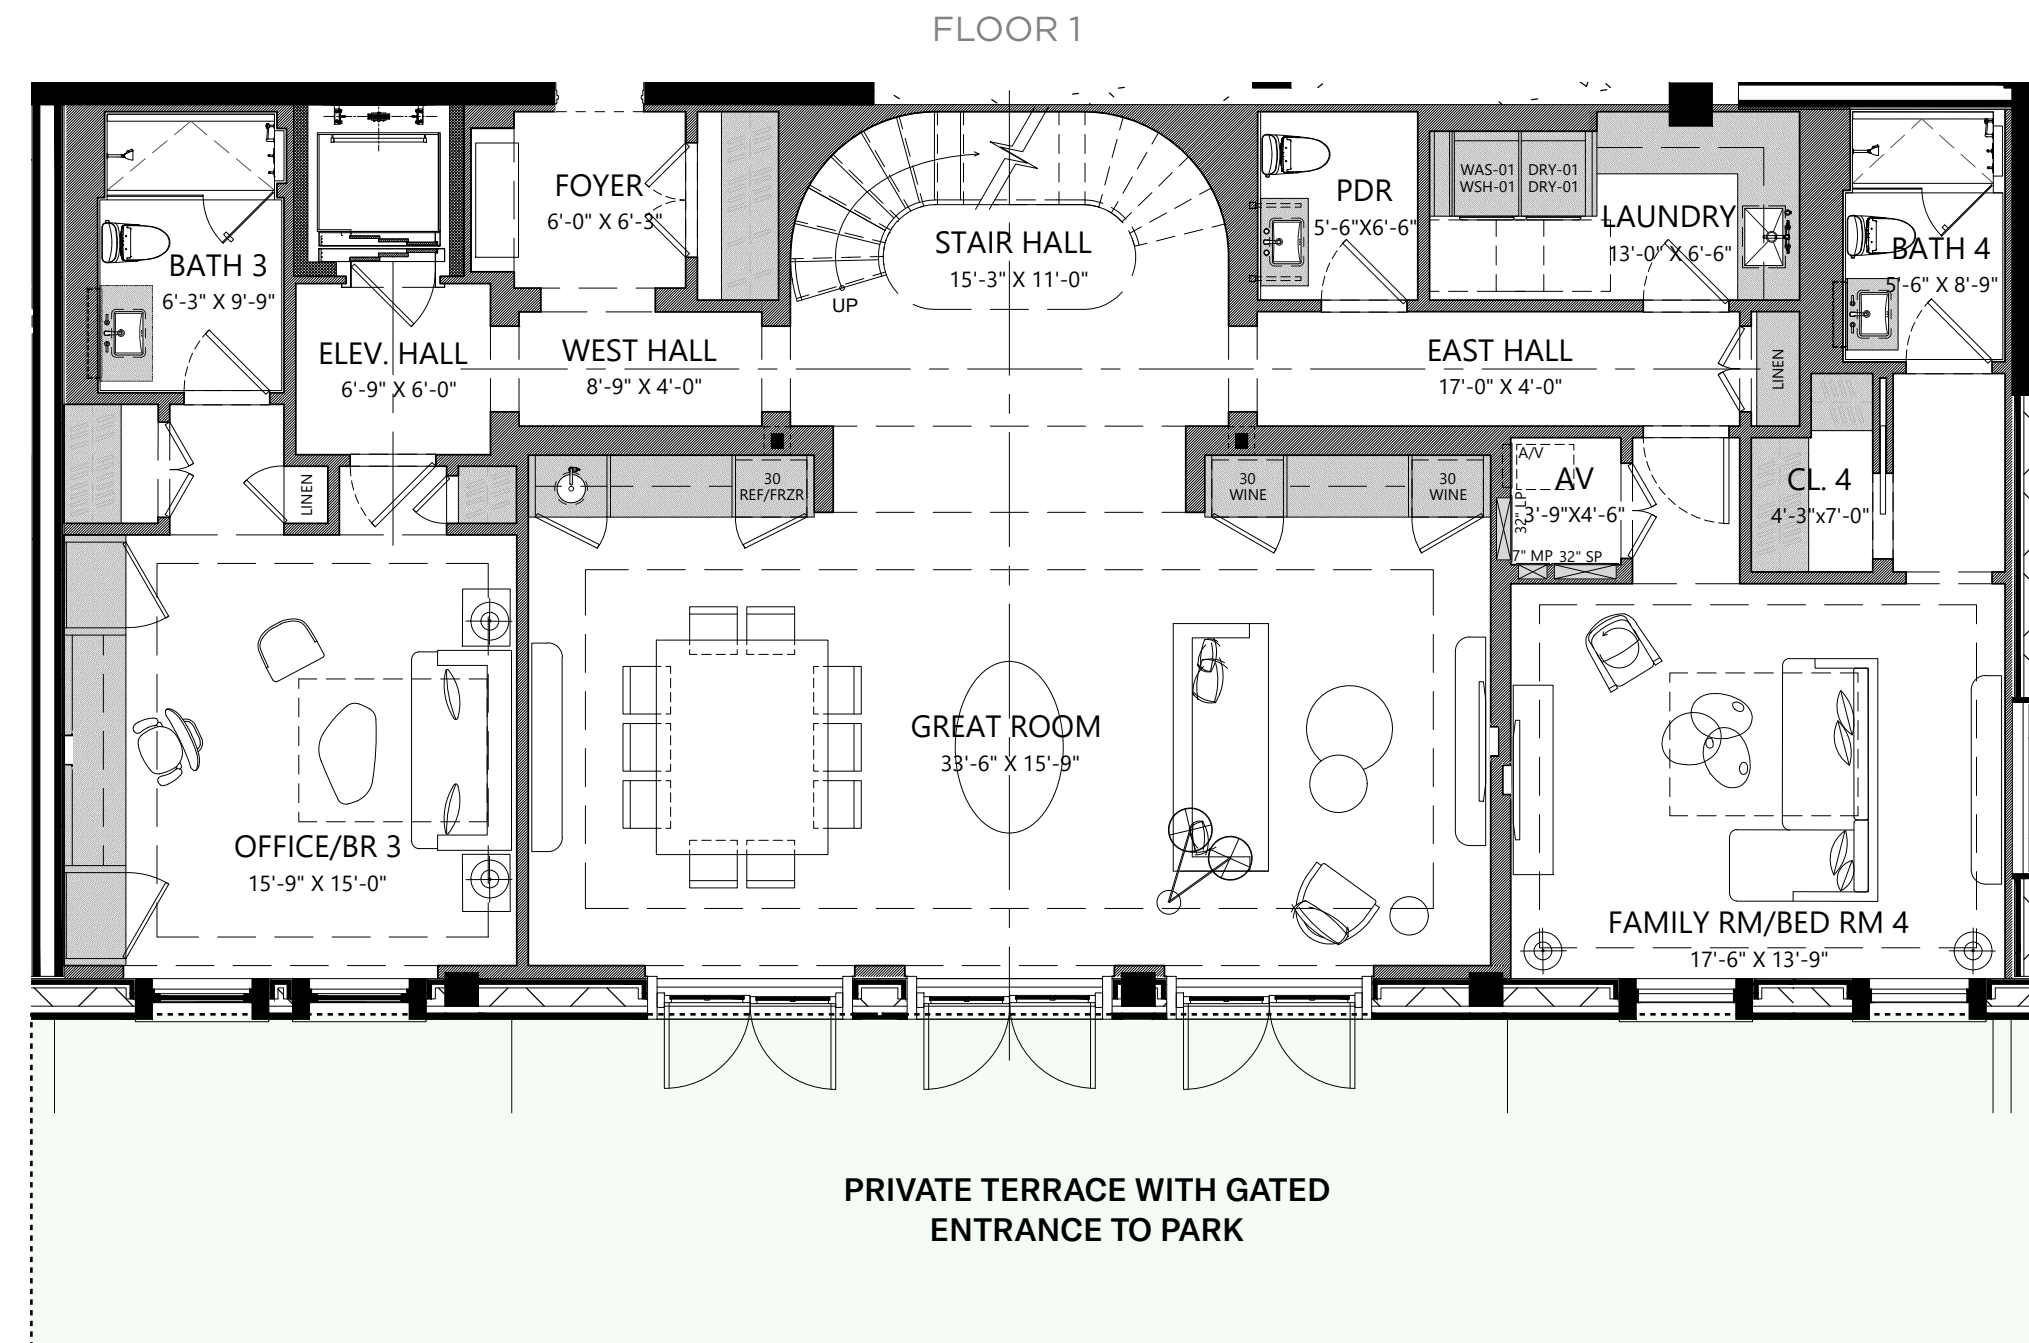 FLOOR 1
FOYER
6'-0" X 6'-3"
WAS-01
WSH-01
DRY-01
DRY-01
PDR
5'-6"X6'-6"
LAUNDRY
13'-0" X 6'-6"
STAIR HALL
15'-3" X 11'-0"
UP
BATH 3
6'-3" X 9'-9"
BATH 4
5'-6" X 8'-9"
ELEV. HALL
6'-9" X 6'-0"
WEST HALL
8'-9" X 4'-0"
EAST HALL
17'-0" X 4'-0"
LINEN
LINEN
30
REF/FRZR
30
WINE
30
WINE
A/V
AV
3'-9"X4'-6"
32" LP
7" MP
32" SP
CL. 4
4'-3"x7'-0"
GREAT ROOM
33'-6" X 15'-9"
OFFICE/BR 3
15'-9" X 15'-0"
FAMILY RM/BED RM 4
17'-6" X 13'-9"
PRIVATE TERRACE WITH GATED
ENTRANCE TO PARK